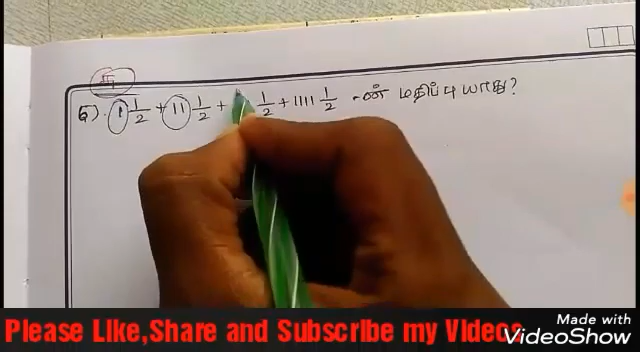 5). 1 1/2 + 11 1/2 + 1/2 + 1111 1/2 -ன் மதிப்பு யாது?
Please Like,Share and Subscribe my Videos
Made with
VideoShow